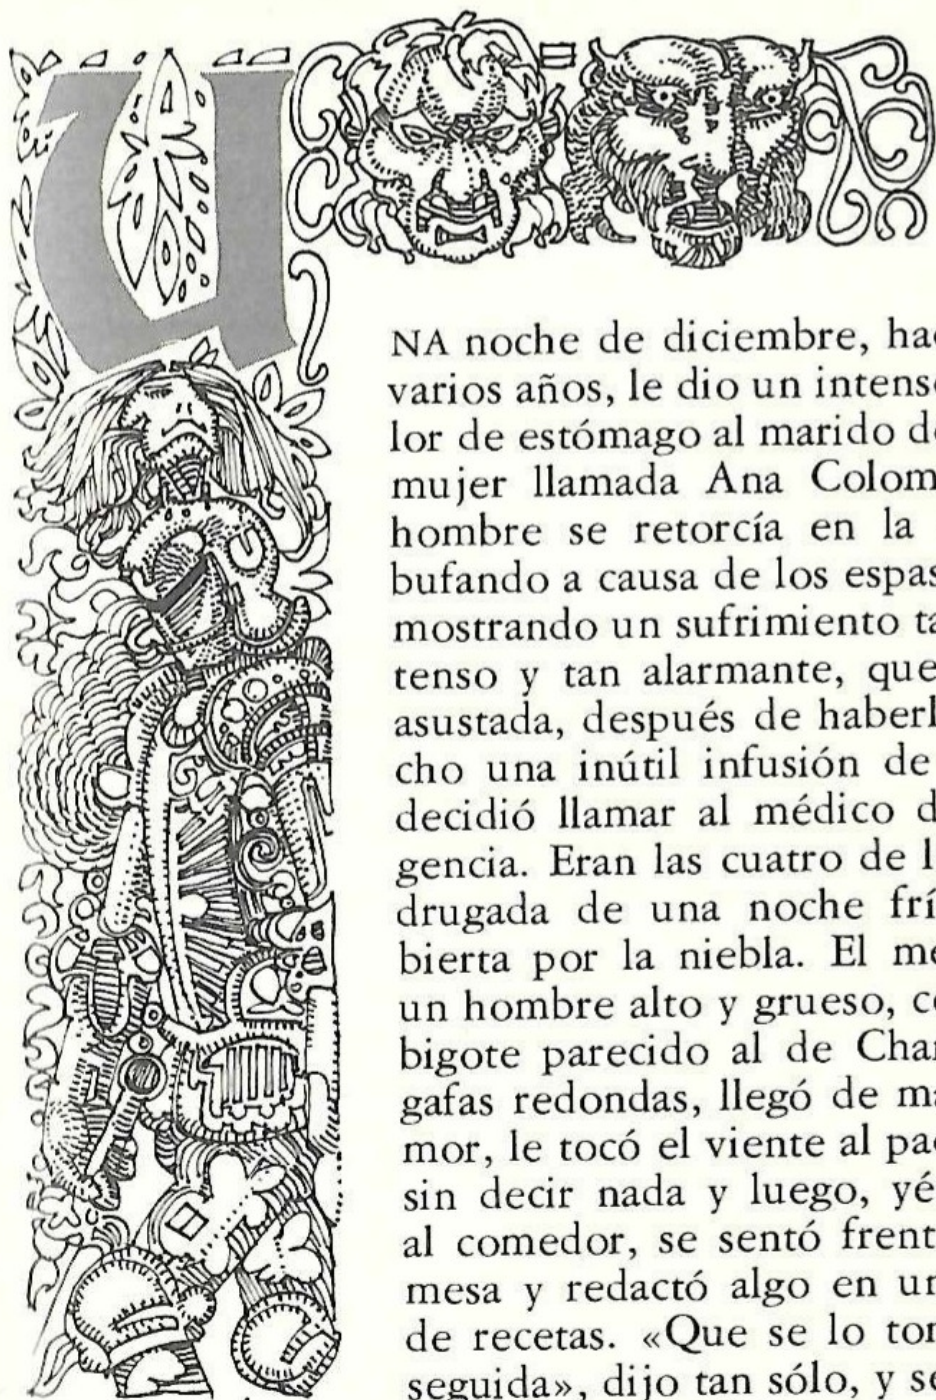 U
NA noche de diciembre, hac
varios años, le dio un intens
lor de estómago al marido d
mujer llamada Ana Colom
hombre se retorcía en la
bufando a causa de los espas
mostrando un sufrimiento ta
tenso y tan alarmante, que
asustada, después de haberl
cho una inútil infusión de
decidió llamar al médico d
gencia. Eran las cuatro de l
drugada de una noche frí
bierta por la niebla. El mé
un hombre alto y grueso, co
bigote parecido al de Char
gafas redondas, llegó de ma
mor, le tocó el viente al pac
sin decir nada y luego, yé
al comedor, se sentó frent
mesa y redactó algo en un
de recetas. «Que se lo tom
seguida», dijo tan sólo, y se